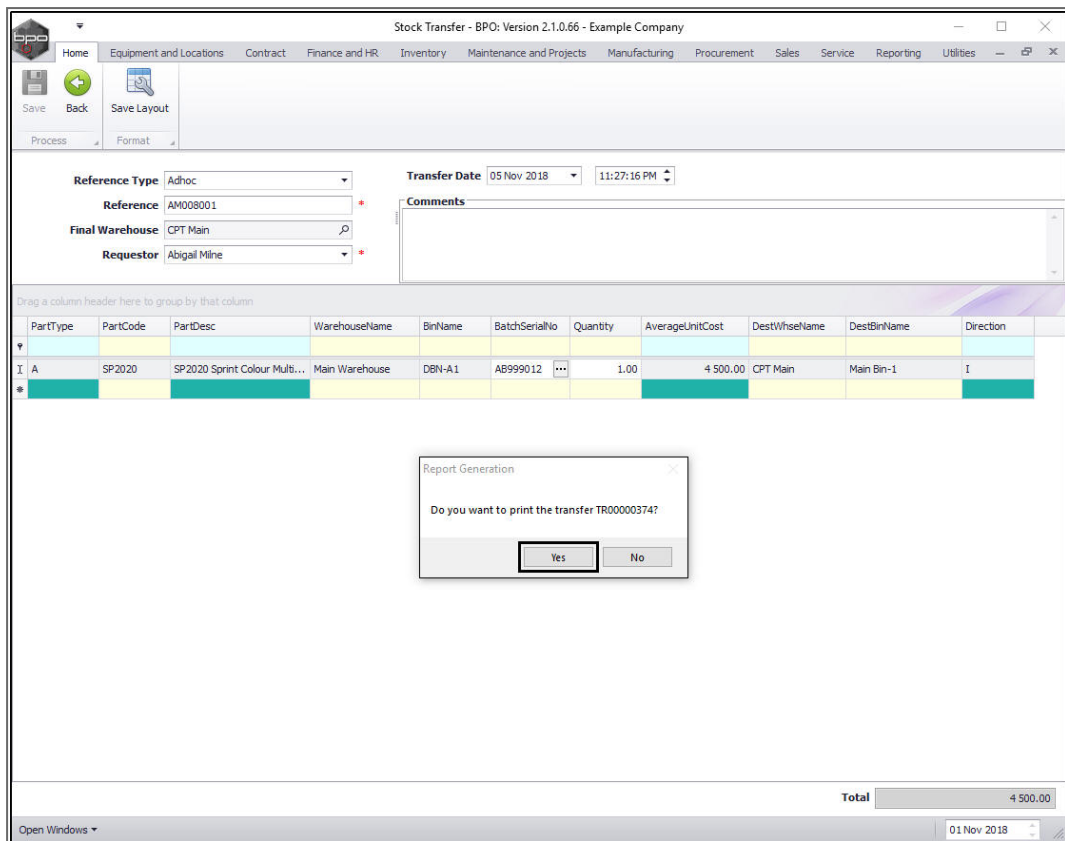 bpo
Stock Transfer - BPO: Version 2.1.0.66 - Example Company
Home Equipment and Locations Contract Finance and HR Inventory Maintenance and Projects Manufacturing Procurement Sales Service Reporting Utilities
Save Back Save Layout
Process Format
Reference Type Adhoc Transfer Date 05 Nov 2018 11:27:16 PM
Reference AM008001 * Comments
Final Warehouse CPT Main
Requestor Abigail Milne *
Drag a column header here to group by that column
PartType PartCode PartDesc WarehouseName BinName BatchSerialNo Quantity AverageUnitCost DestWhseName DestBinName Direction
I A SP2020 SP2020 Sprint Colour Multi... Main Warehouse DBN-A1 AB999012 ... 1.00 4 500.00 CPT Main Main Bin-1 I
*
Report Generation
Do you want to print the transfer TR00000374?
Yes No
Total 4 500.00
Open Windows 01 Nov 2018